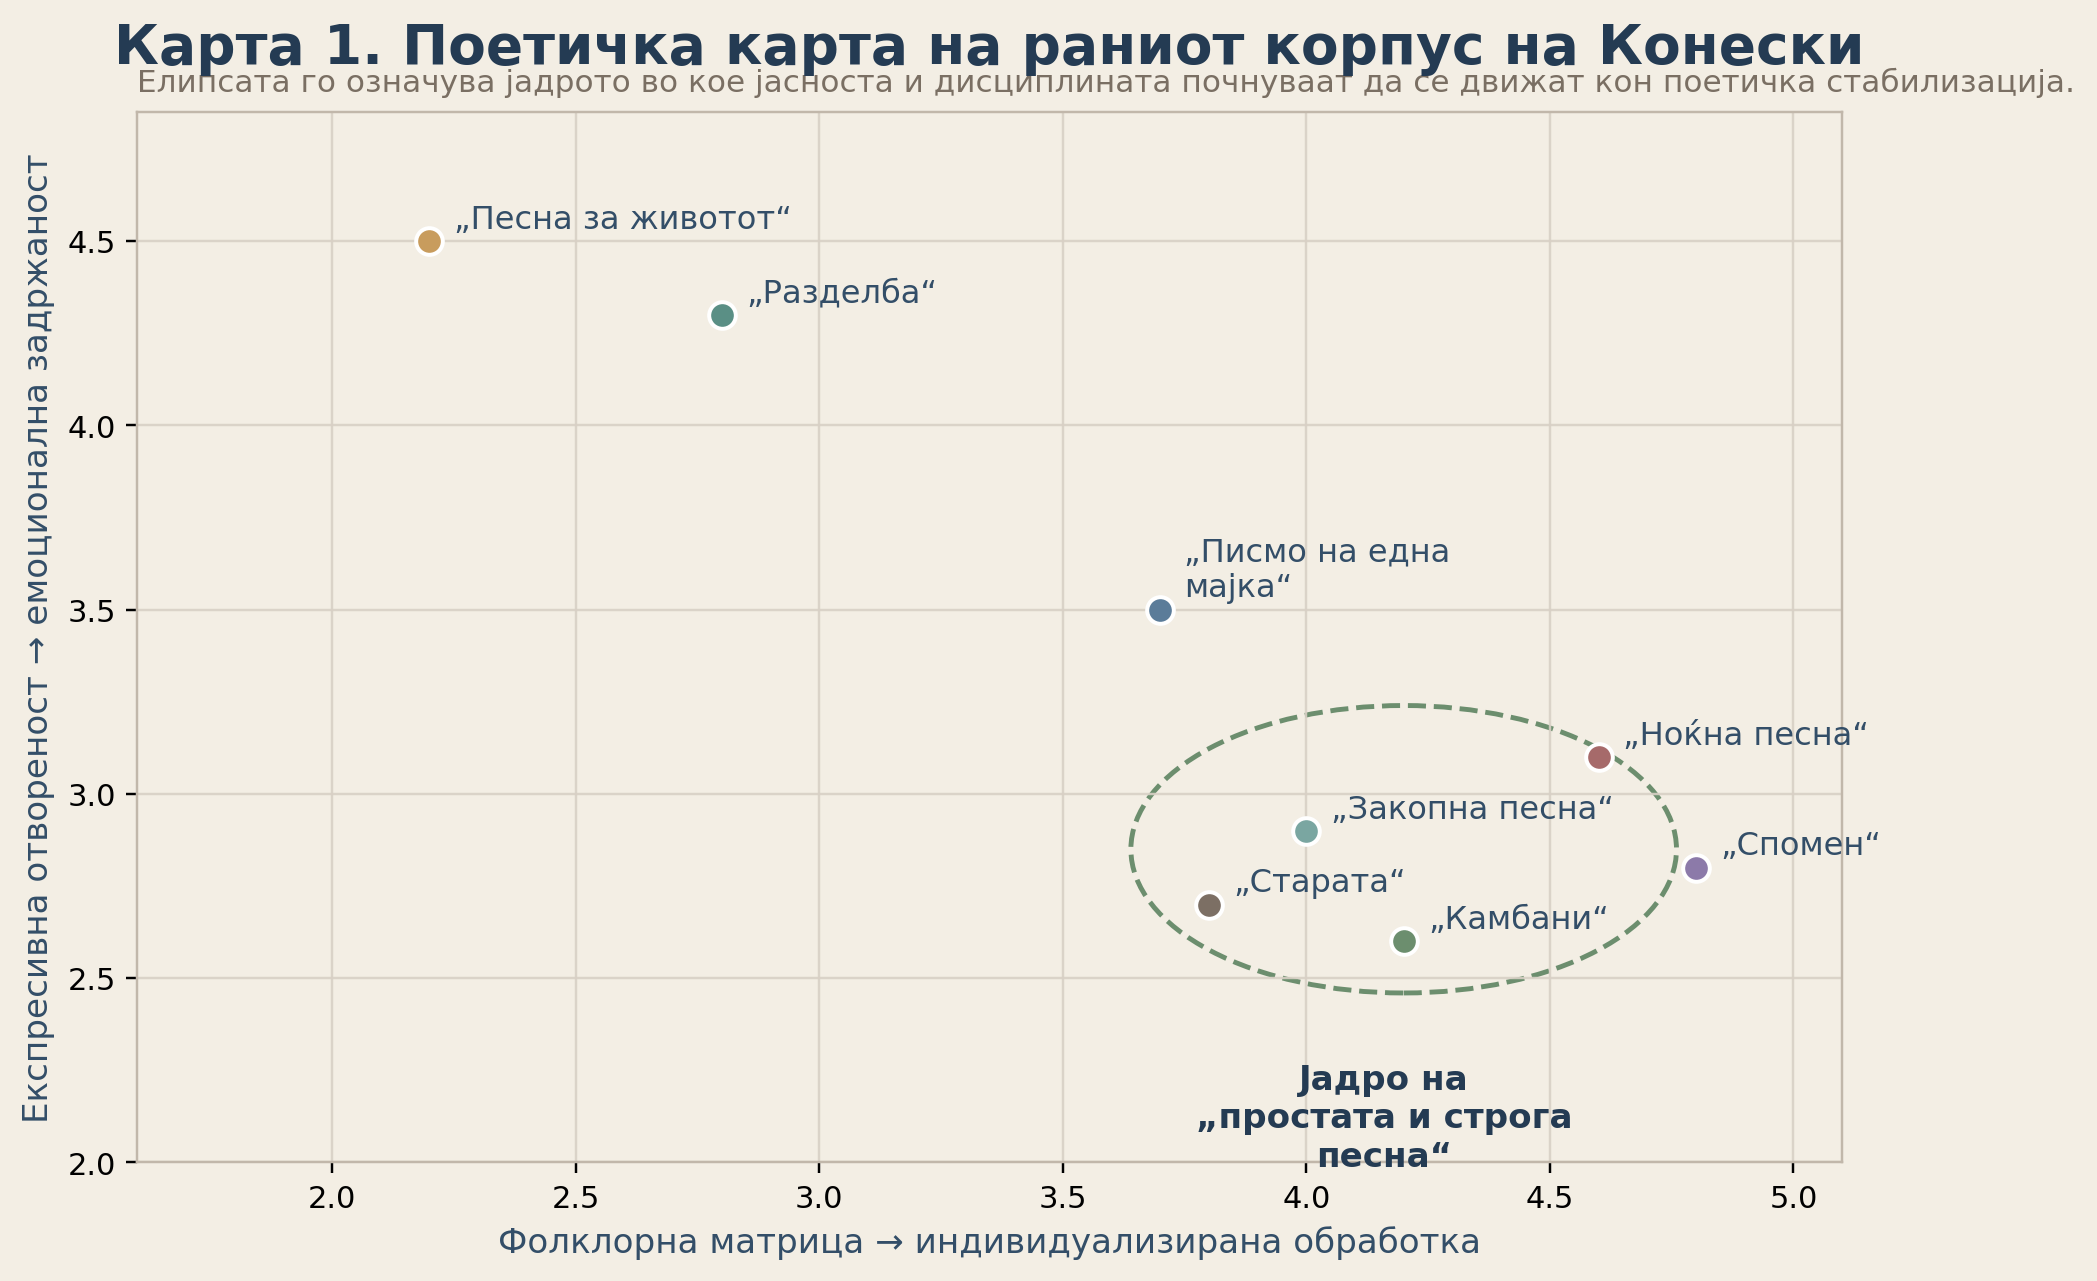 Карта 1. Поетичка карта на раниот корпус на Конески
Елипсата го означува јадрото во кое јасноста и дисциплината почнуваат да се движат кон поетичка стабилизација.
Експресивна отвореност → емоционална задржаност
4.5
4.0
3.5
3.0
2.5
2.0
„Песна за животот“
„Разделба“
„Писмо на една
мајка“
„Ноќна песна“
„Закопна песна“
„Спомен“
„Старата“
„Камбани“
Јадро на
„простата и строга
песна“
2.0
2.5
3.0
3.5
4.0
4.5
5.0
Фолклорна матрица → индивидуализирана обработка